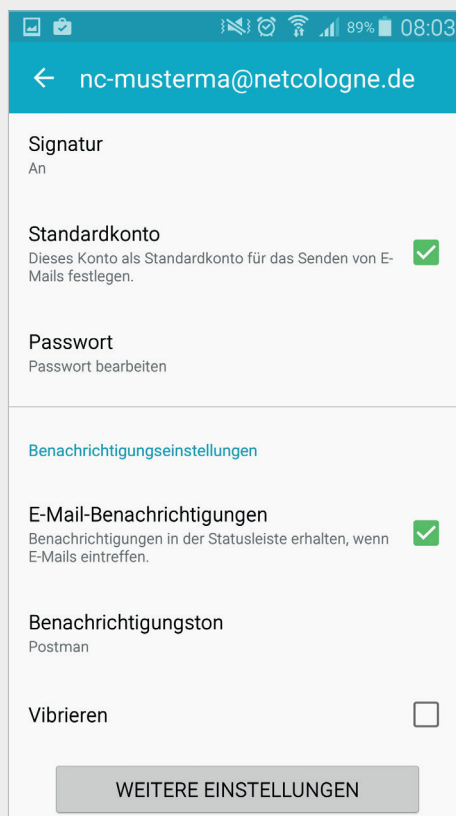 89% 08:03
nc-musterma@netcologne.de
Signatur
An
Standardkonto
Dieses Konto als Standardkonto für das Senden von E-
Mails festlegen.
Passwort
Passwort bearbeiten
Benachrichtigungseinstellungen
E-Mail-Benachrichtigungen
Benachrichtigungen in der Statusleiste erhalten, wenn
E-Mails eintreffen.
Benachrichtigungston
Postman
Vibrieren
WEITERE EINSTELLUNGEN